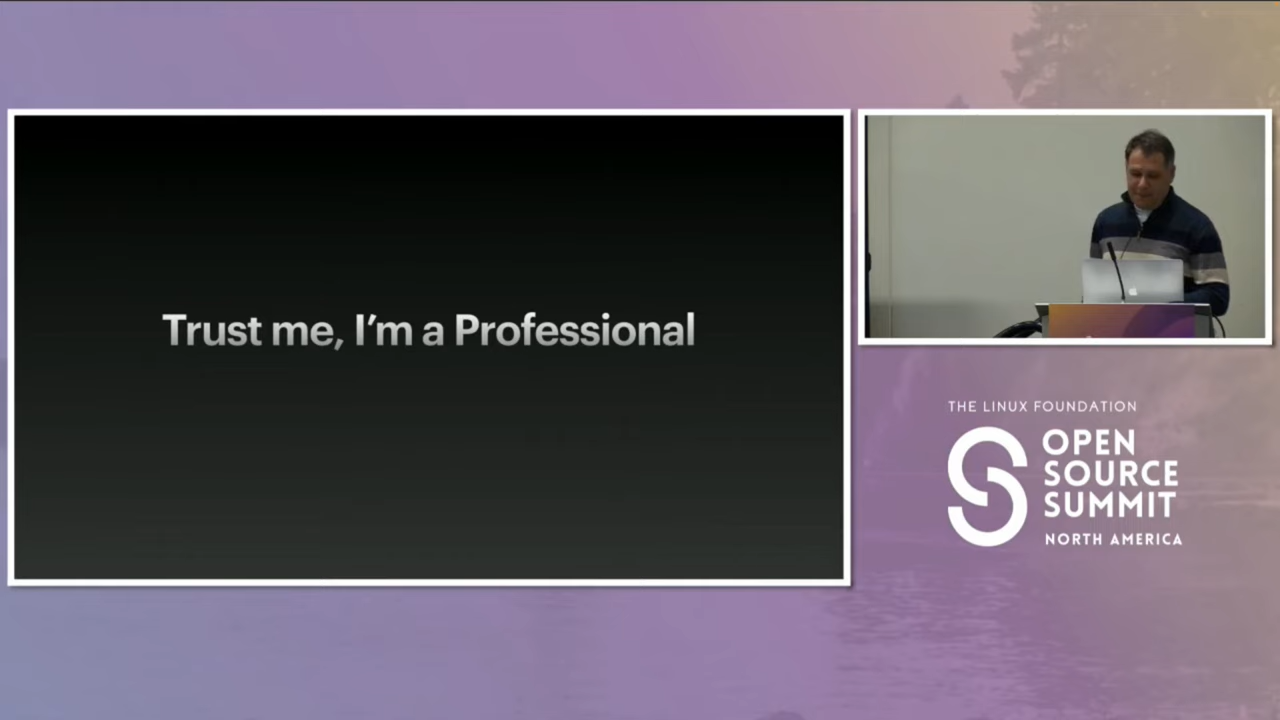 Trust me, I’m a Professional
THE LINUX FOUNDATION
OPEN
SOURCE
SUMMIT
NORTH AMERICA